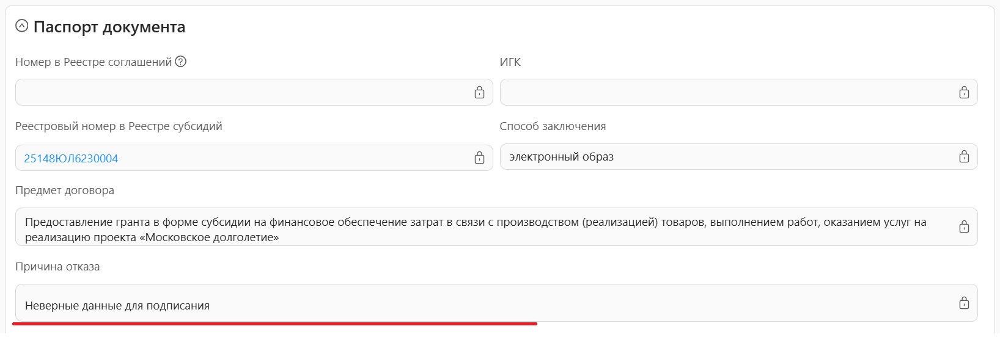 Паспорт документа
Номер в Реестре соглашений
ИГК
Реестровый номер в Реестре субсидий
Способ заключения
25148ЮЛ6230004
электронный образ
Предмет договора
Предоставление гранта в форме субсидии на финансовое обеспечение затрат в связи с производством (реализацией) товаров, выполнением работ, оказанием услуг на
реализацию проекта «Московское долголетие»
Причина отказа
Неверные данные для подписания